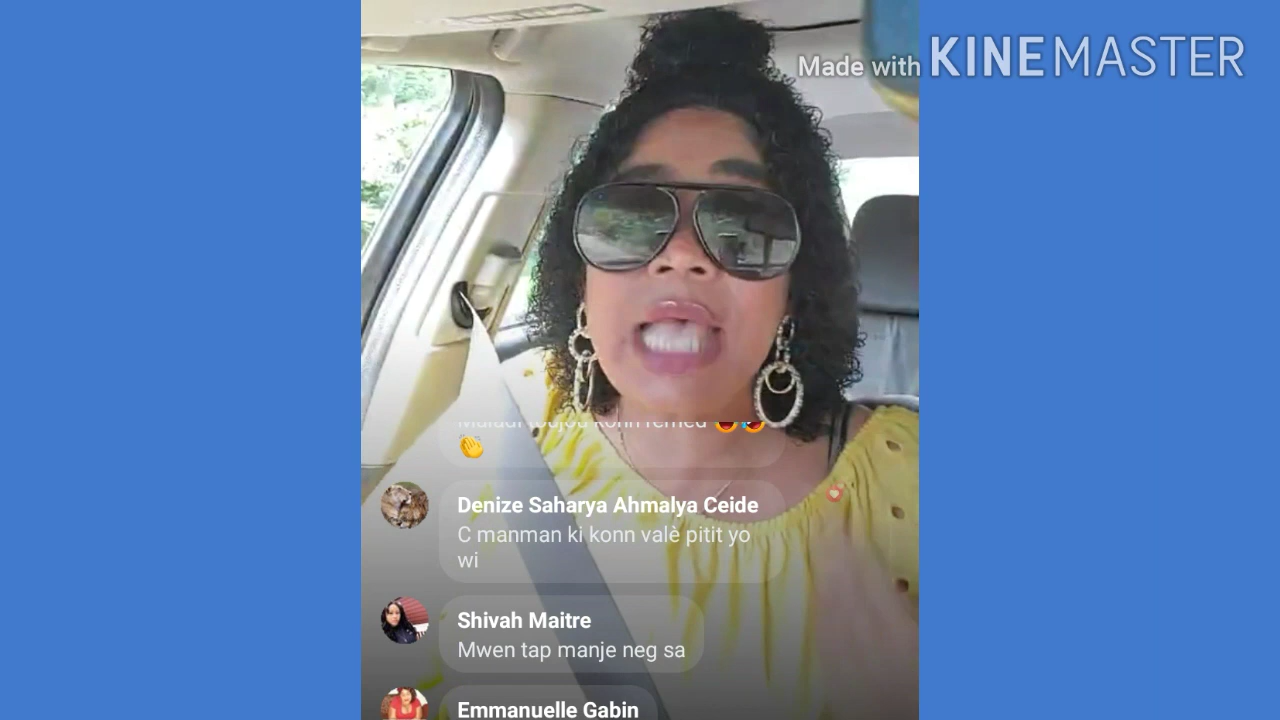 Made with KINEMASTER
Denize Saharya Ahmalya Ceide
C manman ki konn valè pitit yo
wi
Shivah Maitre
Mwen tap manje neg sa
Emmanuelle Gabin